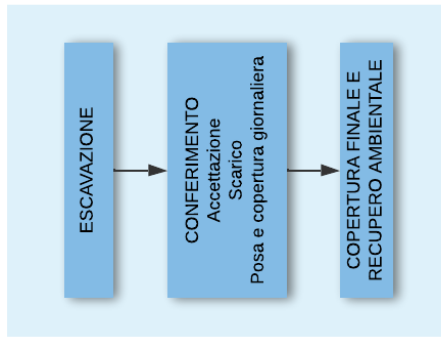 ESCAVAZIONE
CONFERIMENTO
Accettazione
Scarico
Posa e copertura giornaliera
COPERTURA FINALE E
RECUPERO AMBIENTALE